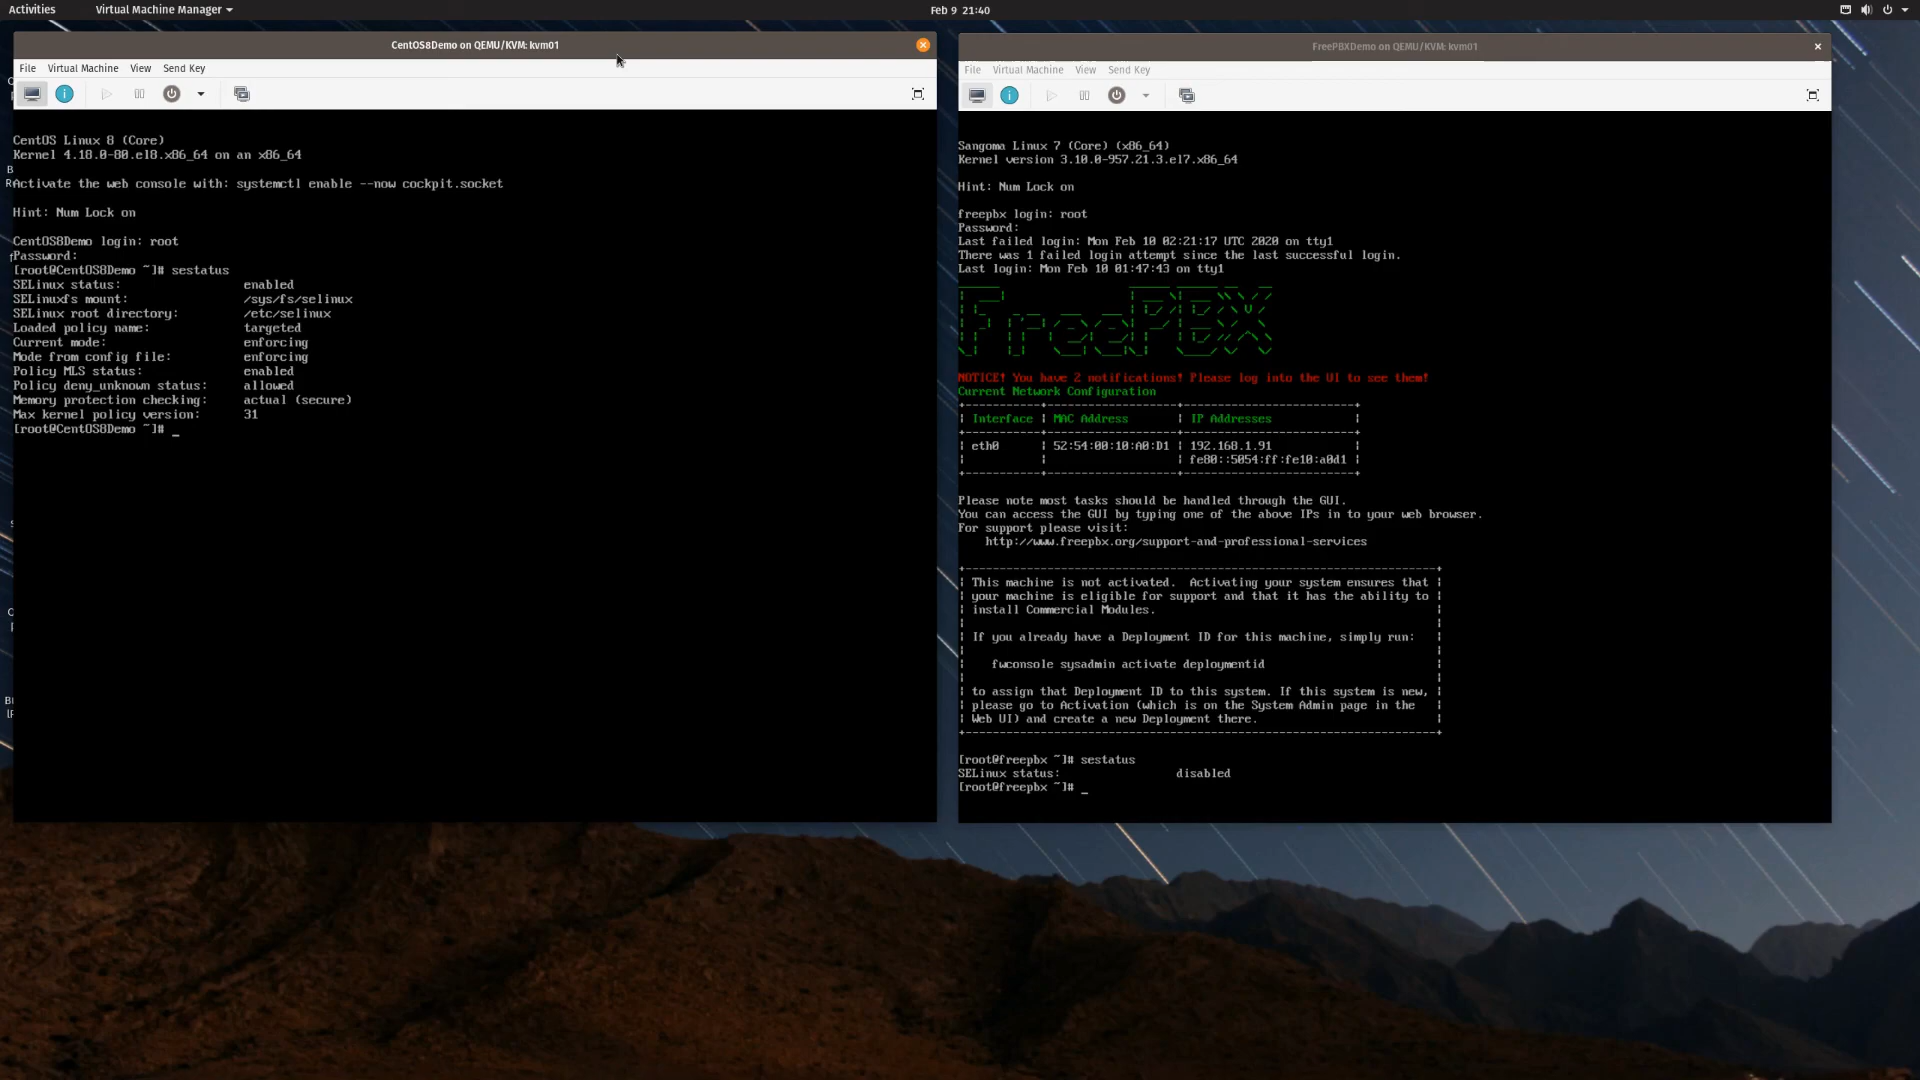 Activities
Virtual Machine Manager
Feb 9 21:40
CentOS8Demo on QEMU/KVM: kvm01
File Virtual Machine View Send Key
CentOS Linux 8 (Core)
Kernel 4.18.0-80.el8.x86_64 on an x86_64
Activate the web console with: systemctl enable --now cockpit.socket
Hint: Num Lock on
CentOS8Demo login: root
Password:
[root@CentOS8Demo ~]# sestatus
SELinux status: enabled
SELinuxfs mount: /sys/fs/selinux
SELinux root directory: /etc/selinux
Loaded policy name: targeted
Current mode: enforcing
Mode from config file: enforcing
Policy MLS status: enabled
Policy deny_unknown status: allowed
Memory protection checking: actual (secure)
Max kernel policy version: 31
[root@CentOS8Demo ~]# _
FreePBXDemo on QEMU/KVM: kvm01
File Virtual Machine View Send Key
Sangoma Linux 7 (Core) (x86_64)
Kernel version 3.10.0-957.21.3.el7.x86_64
Hint: Num Lock on
freepbx login: root
Password:
Last failed login: Mon Feb 10 02:21:17 UTC 2020 on tty1
There was 1 failed login attempt since the last successful login.
Last login: Mon Feb 10 01:47:43 on tty1
FreePBX
NOTICE! You have 2 notifications! Please log into the UI to see them!
Current Network Configuration
| Interface | MAC Address | IP Addresses |
| eth0 | 52:54:00:10:A0:D1 | 192.168.1.91
| | | fe80::5054:ff:fe10:a0d1 |
Please note most tasks should be handled through the GUI.
You can access the GUI by typing one of the above IPs in to your web browser.
For support please visit:
http://www.freepbx.org/support-and-professional-services
This machine is not activated. Activating your system ensures that
your machine is eligible for support and that it has the ability to
install Commercial Modules.
If you already have a Deployment ID for this machine, simply run:
fwconsole sysadmin activate deploymentid
to assign that Deployment ID to this system. If this system is new,
please go to Activation (which is on the System Admin page in the
Web UI) and create a new Deployment there.
[root@freepbx ~]# sestatus
SELinux status: disabled
[root@freepbx ~]# _